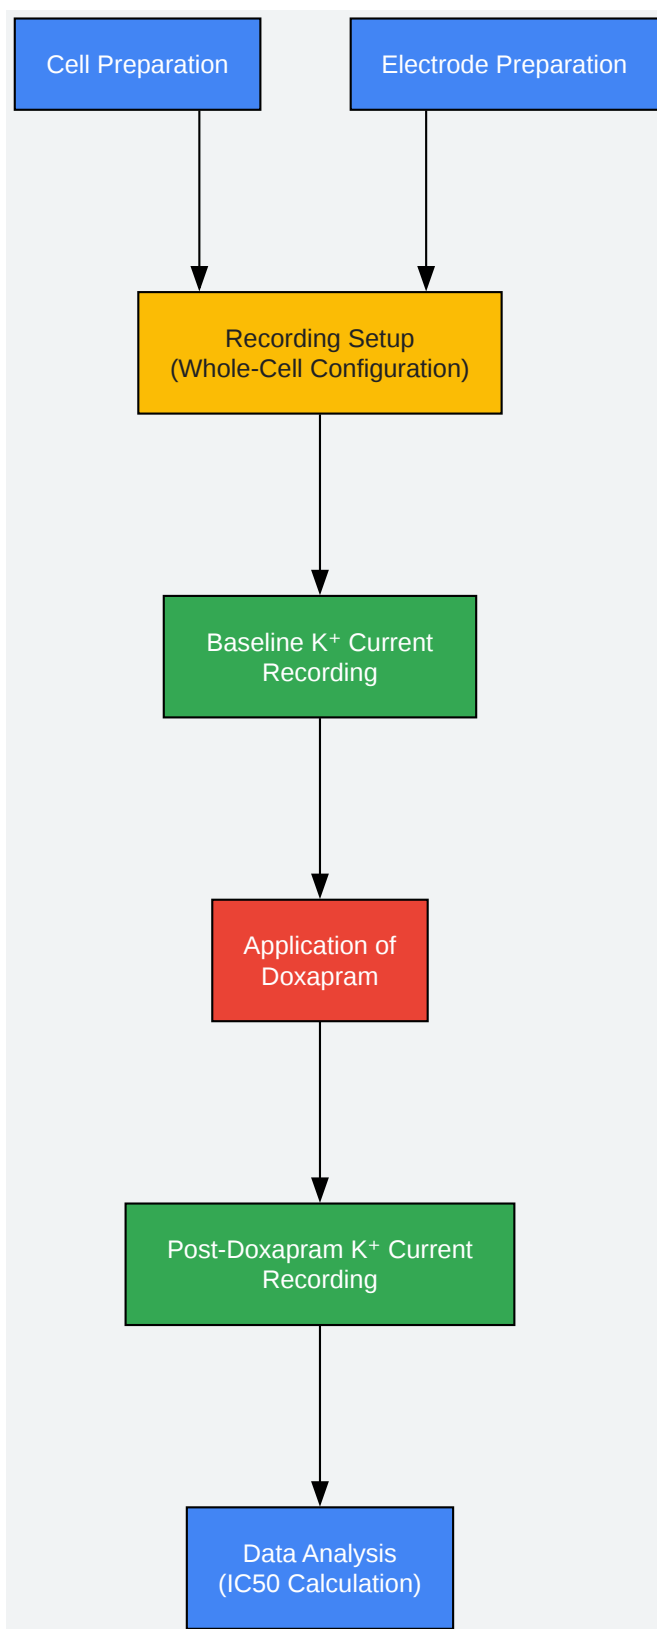 Cell Preparation
Electrode Preparation
Recording Setup
(Whole-Cell Configuration)
Baseline K⁺ Current
Recording
Application of
Doxapram
Post-Doxapram K⁺ Current
Recording
Data Analysis
(IC50 Calculation)